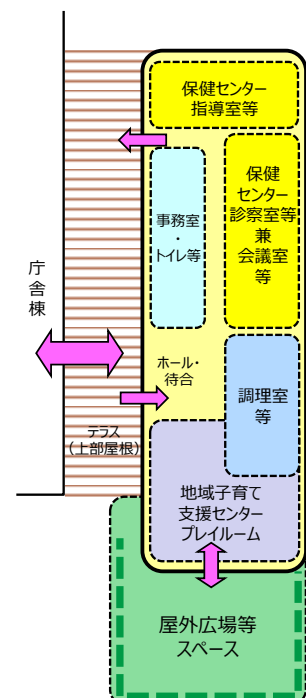 保健センター
指導室等
保健
センター
診察室等
兼
会議室
等
事務室
・
トイレ等
庁舎棟
ホール・
待合
調理室
等
テラス
(上部屋根)
地域子育て
支援センター
プレイルーム
屋外広場等
スペース